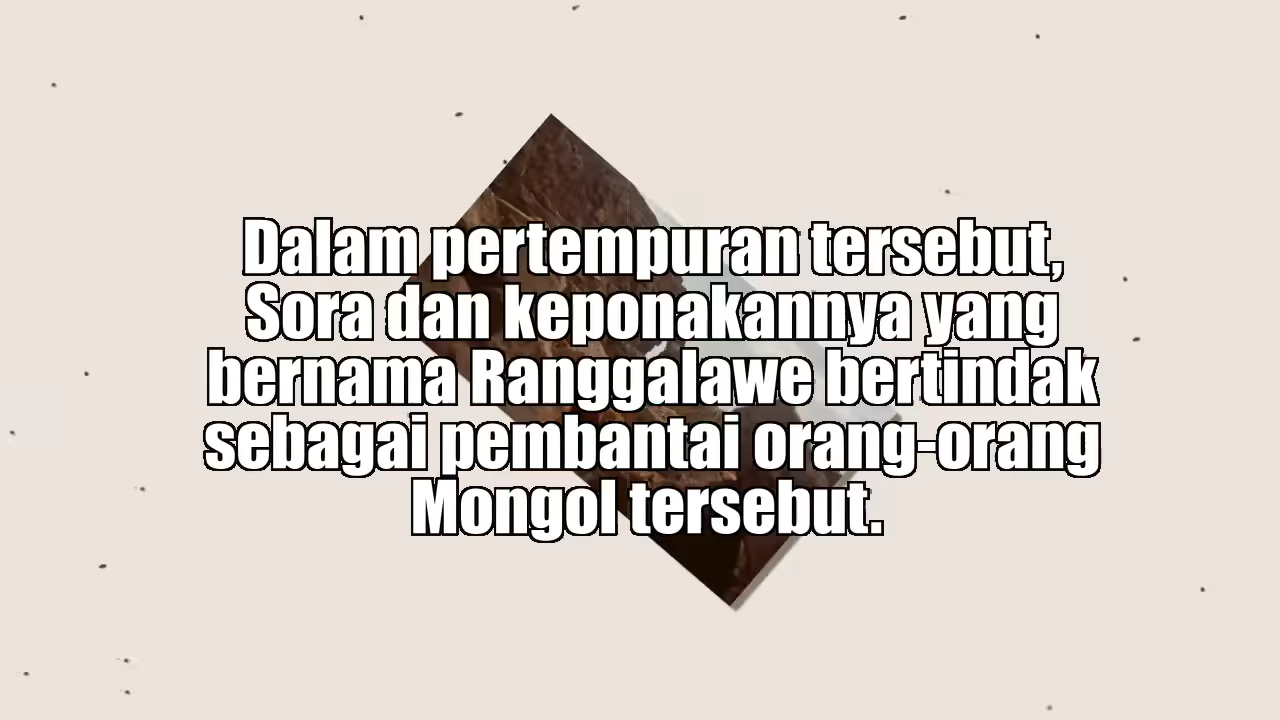 Dalam pertempuran tersebut,
Sora dan keponakannya yang
bernama Ranggalawe bertindak
sebagai pembantai orang-orang
Mongol tersebut.